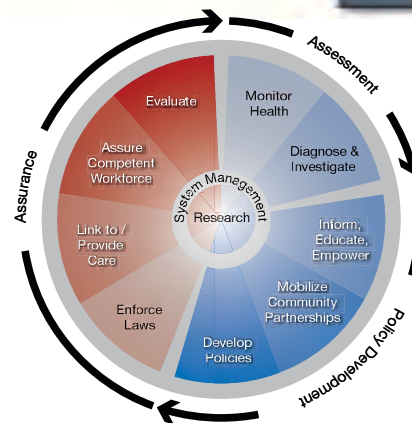 Assessment
Monitor
Health
Diagnose &
Investigate
Policy Development
Inform,
Educate,
Empower
Mobilize
Community
Partnerships
Develop
Policies
Assurance
Enforce
Laws
Link to /
Provide
Care
Assure
Competent
Workforce
Evaluate
System Management
Research